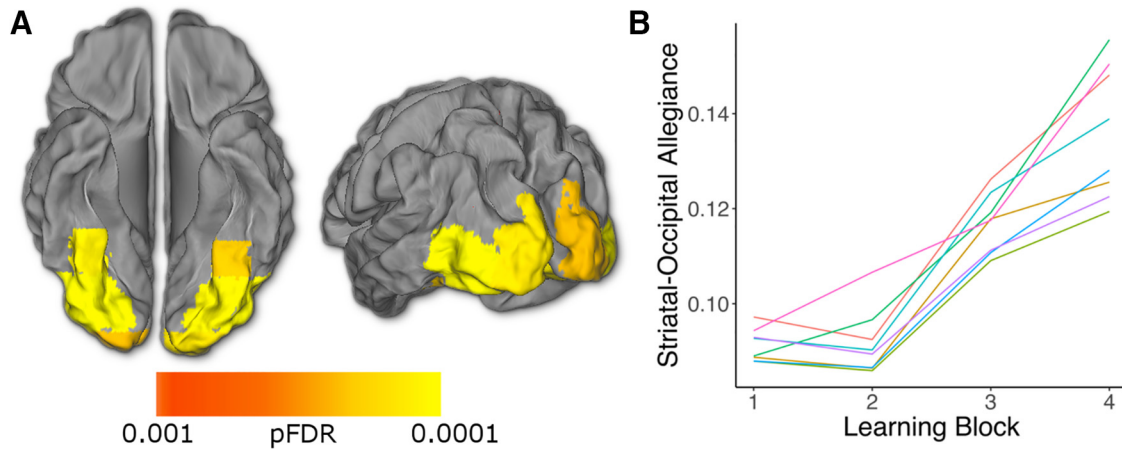 A
0.001 pFDR 0.0001
B
Striatal-Occipital Allegiance
0.14
0.12
0.10
1 2 3 4
Learning Block